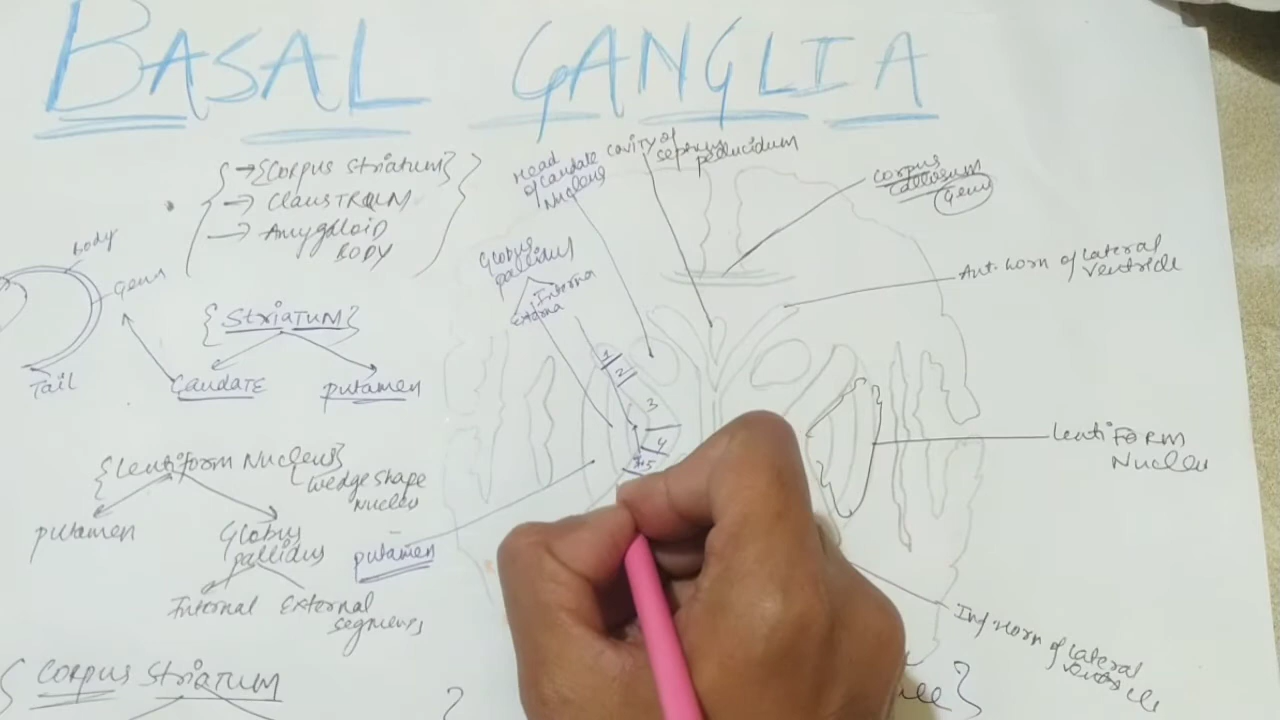 BASAL GANGLIA
→{Corpus Striatum}
→ ClausTRUM
→ Amygdloid
BODY
Head
of Caudate
Nucleus
cavity of
septum
pellucidum
corpus
callosum
Genu
body
Genu
Tail
Globus
pallidus
Interna
Externa
Ant. horn of lateral
ventricle
{StriaTUM}
CaudATE
putamen
1
2
3
4
5
LentiFORM
Nucleus
{Lentiform Nucleus}
wedge shape
Nucleus
putamen
Globus
pallidus
putamen
Internal External
segments
Inf Horn of lateral
ventricle
{ Corpus StriaTUM }